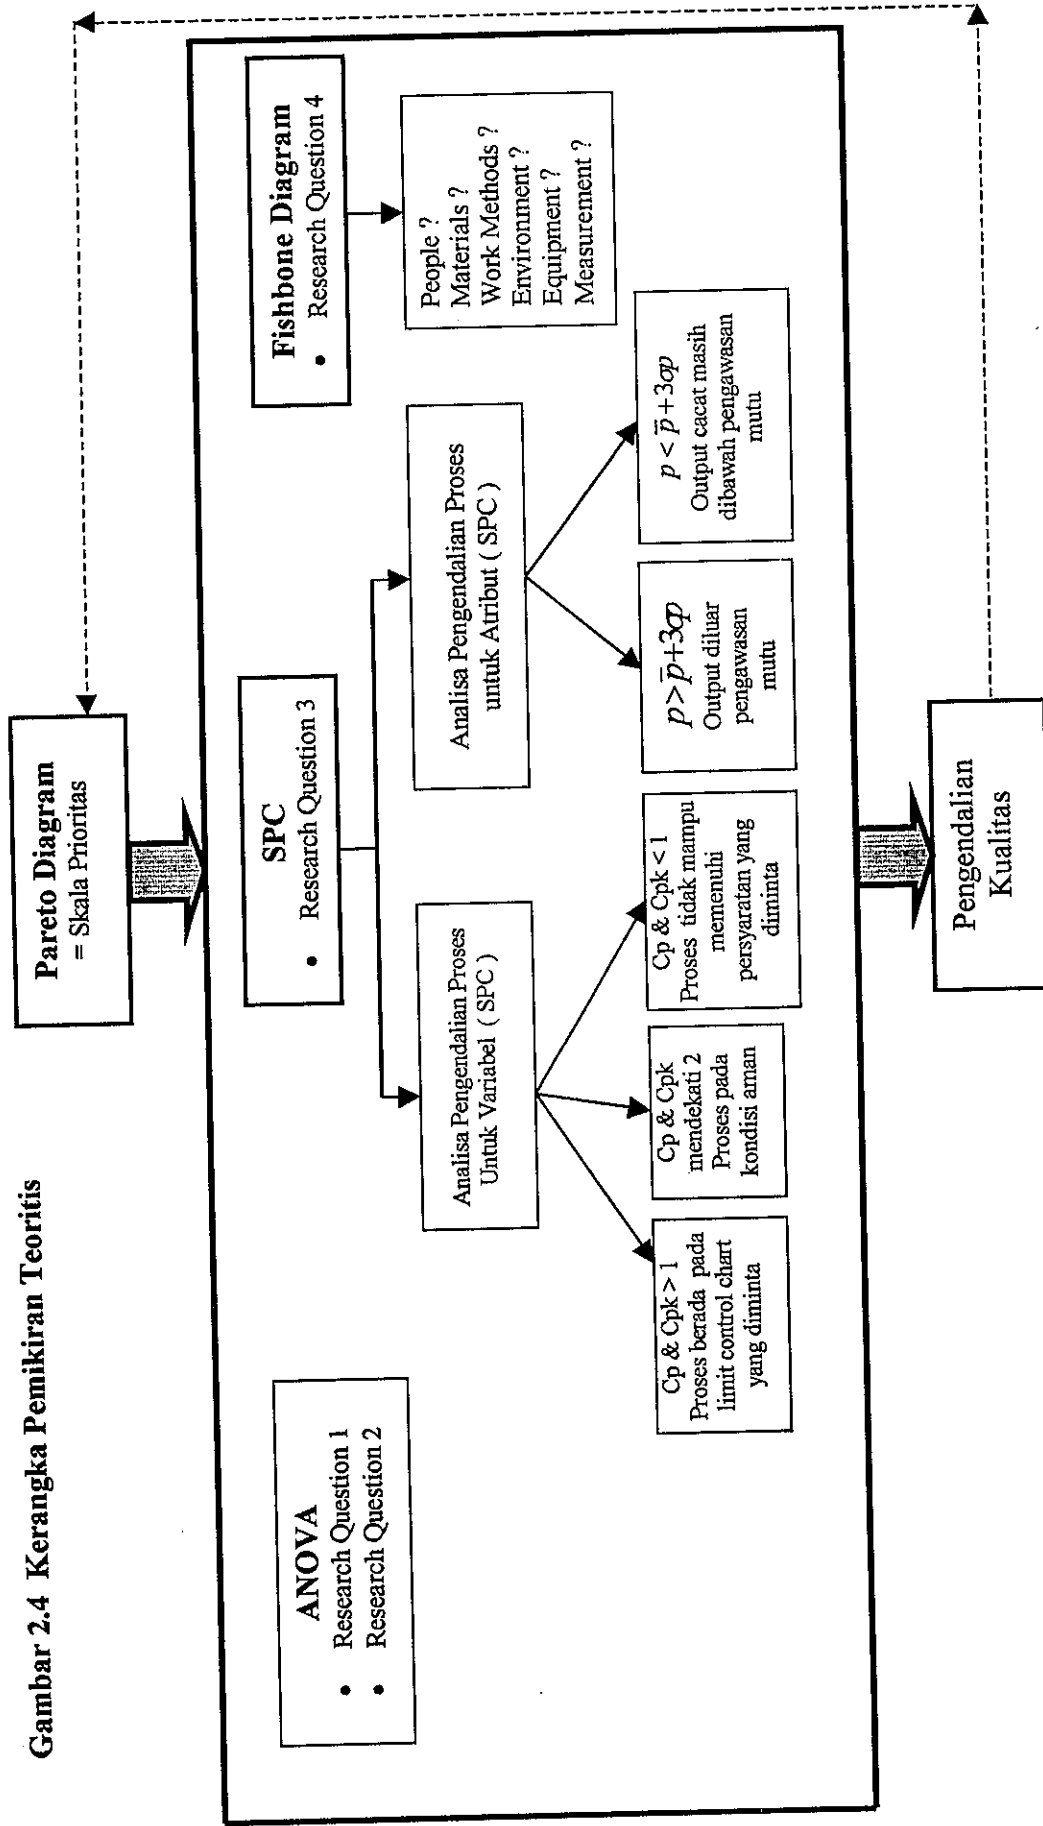 Gambar 2.4 Kerangka Pemikiran Teoritis
Pareto Diagram
= Skala Prioritas
ANOVA
• Research Question 1
• Research Question 2
SPC
• Research Question 3
Fishbone Diagram
• Research Question 4
Analisa Pengendalian Proses
Untuk Variabel ( SPC )
Analisa Pengendalian Proses
untuk Atribut ( SPC )
People ?
Materials ?
Work Methods ?
Environment ?
Equipment ?
Measurement ?
Cp & Cpk > 1
Proses berada pada
limit control chart
yang diminta
Cp & Cpk
mendekati 2
Proses pada
kondisi aman
Cp & Cpk < 1
Proses tidak mampu
memenuhi
persyaratan yang
diminta
p > p̄ + 3σp
Output diluar
pengawasan
mutu
p < p̄ + 3σp
Output cacat masih
dibawah pengawasan
mutu
Pengendalian
Kualitas